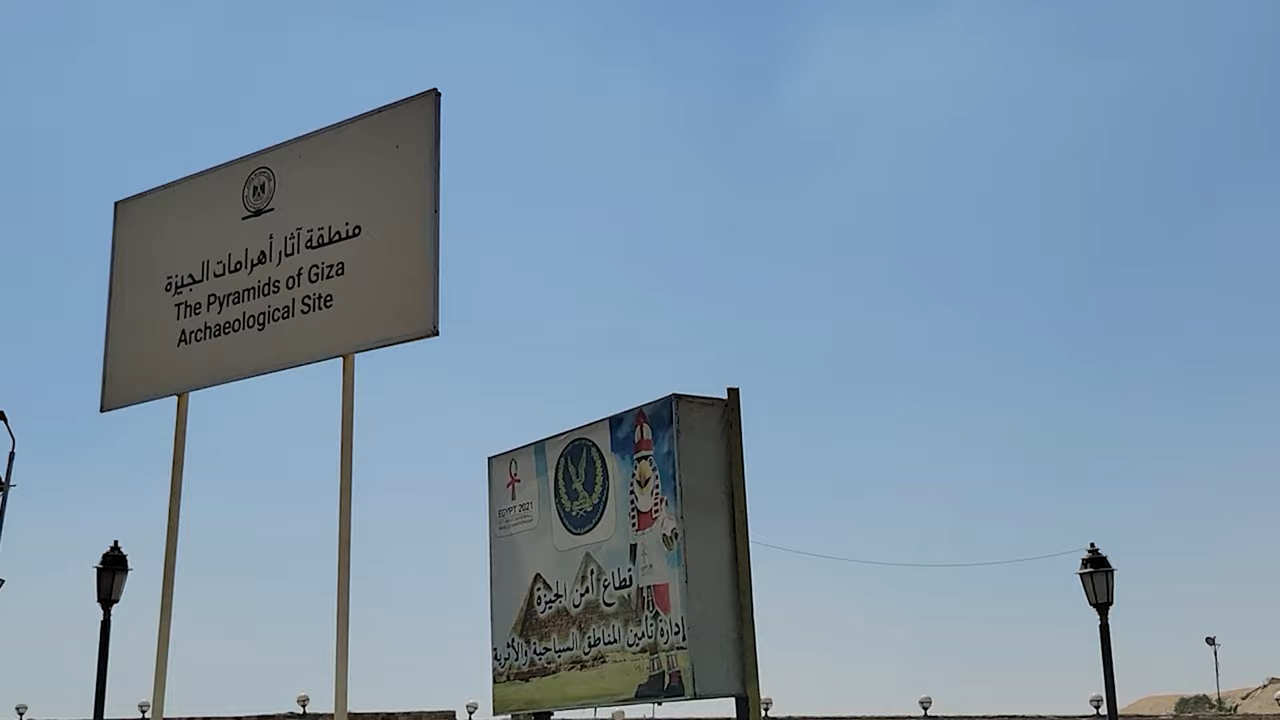 منطقة آثار أهرامات الجيزة
The Pyramids of Giza
Archaeological Site
EGYPT 2021
قطاع أمن الجيزة
إدارة تأمين المناطق السياحية والأثرية